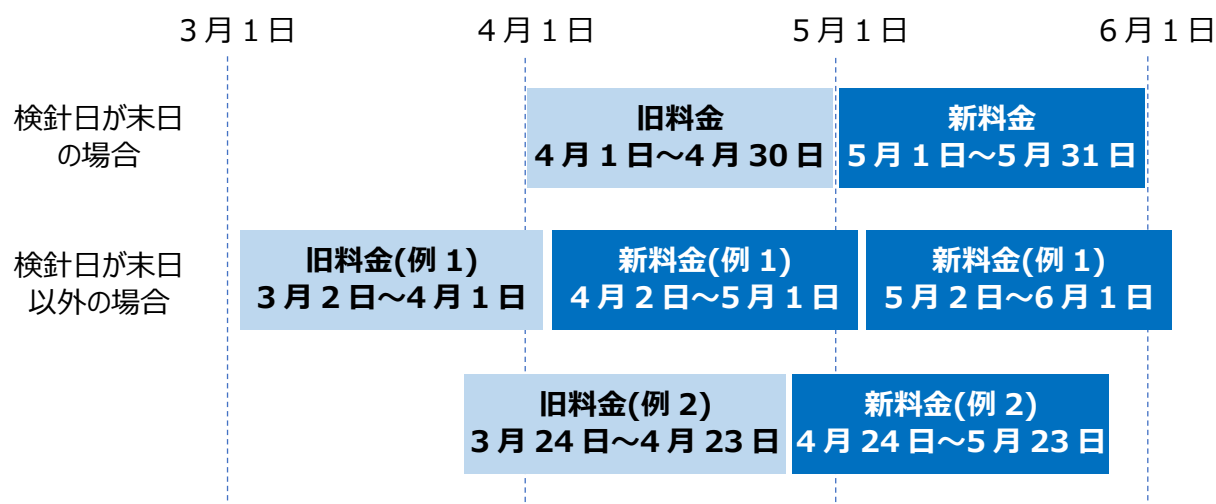 ３月１日
４月１日
５月１日
６月１日
検針日が末日
の場合
旧料金
４月１日～４月30日
新料金
５月１日～５月31日
検針日が末日
以外の場合
旧料金(例１)
３月２日～４月１日
新料金(例１)
４月２日～５月１日
新料金(例１)
５月２日～６月１日
旧料金(例２)
３月24日～４月23日
新料金(例２)
４月24日～５月23日